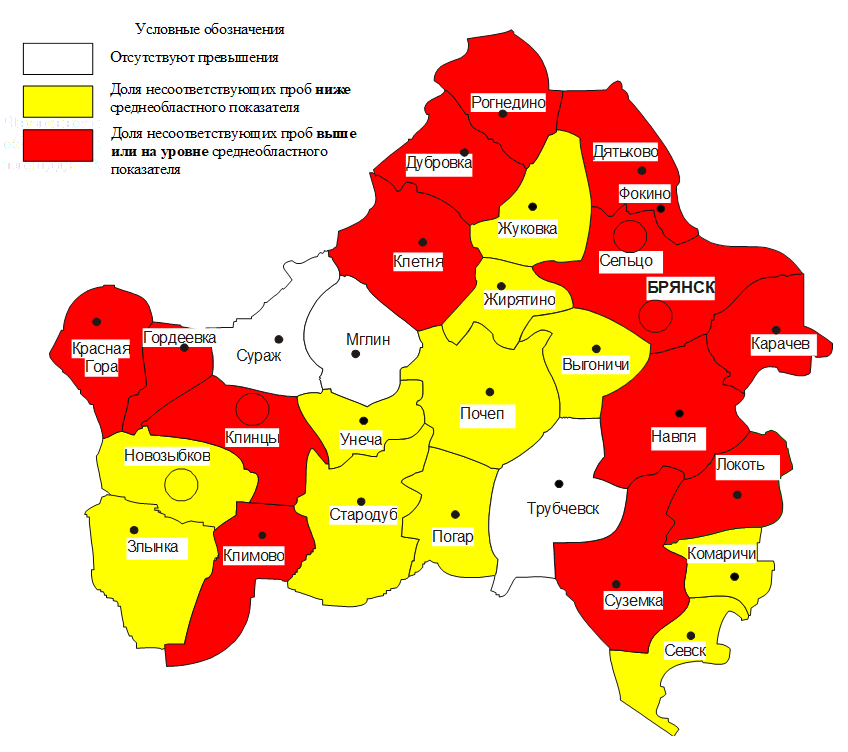 Условные обозначения
Отсутствуют превышения
Доля несоответствующих проб ниже
среднеобластного показателя
Доля несоответствующих проб выше
или на уровне среднеобластного
показателя
Рогнедино
Дубровка
Дятьково
Фокино
Жуковка
Клетня
Сельцо
БРЯНСК
Жирятино
Карачев
Гордеевка
Красная
Гора
Сураж
Мглин
Выгоничи
Почеп
Клинцы
Унеча
Навля
Новозыбков
Локоть
Стародуб
Трубчевск
Погар
Злынка
Климово
Комаричи
Суземка
Севск